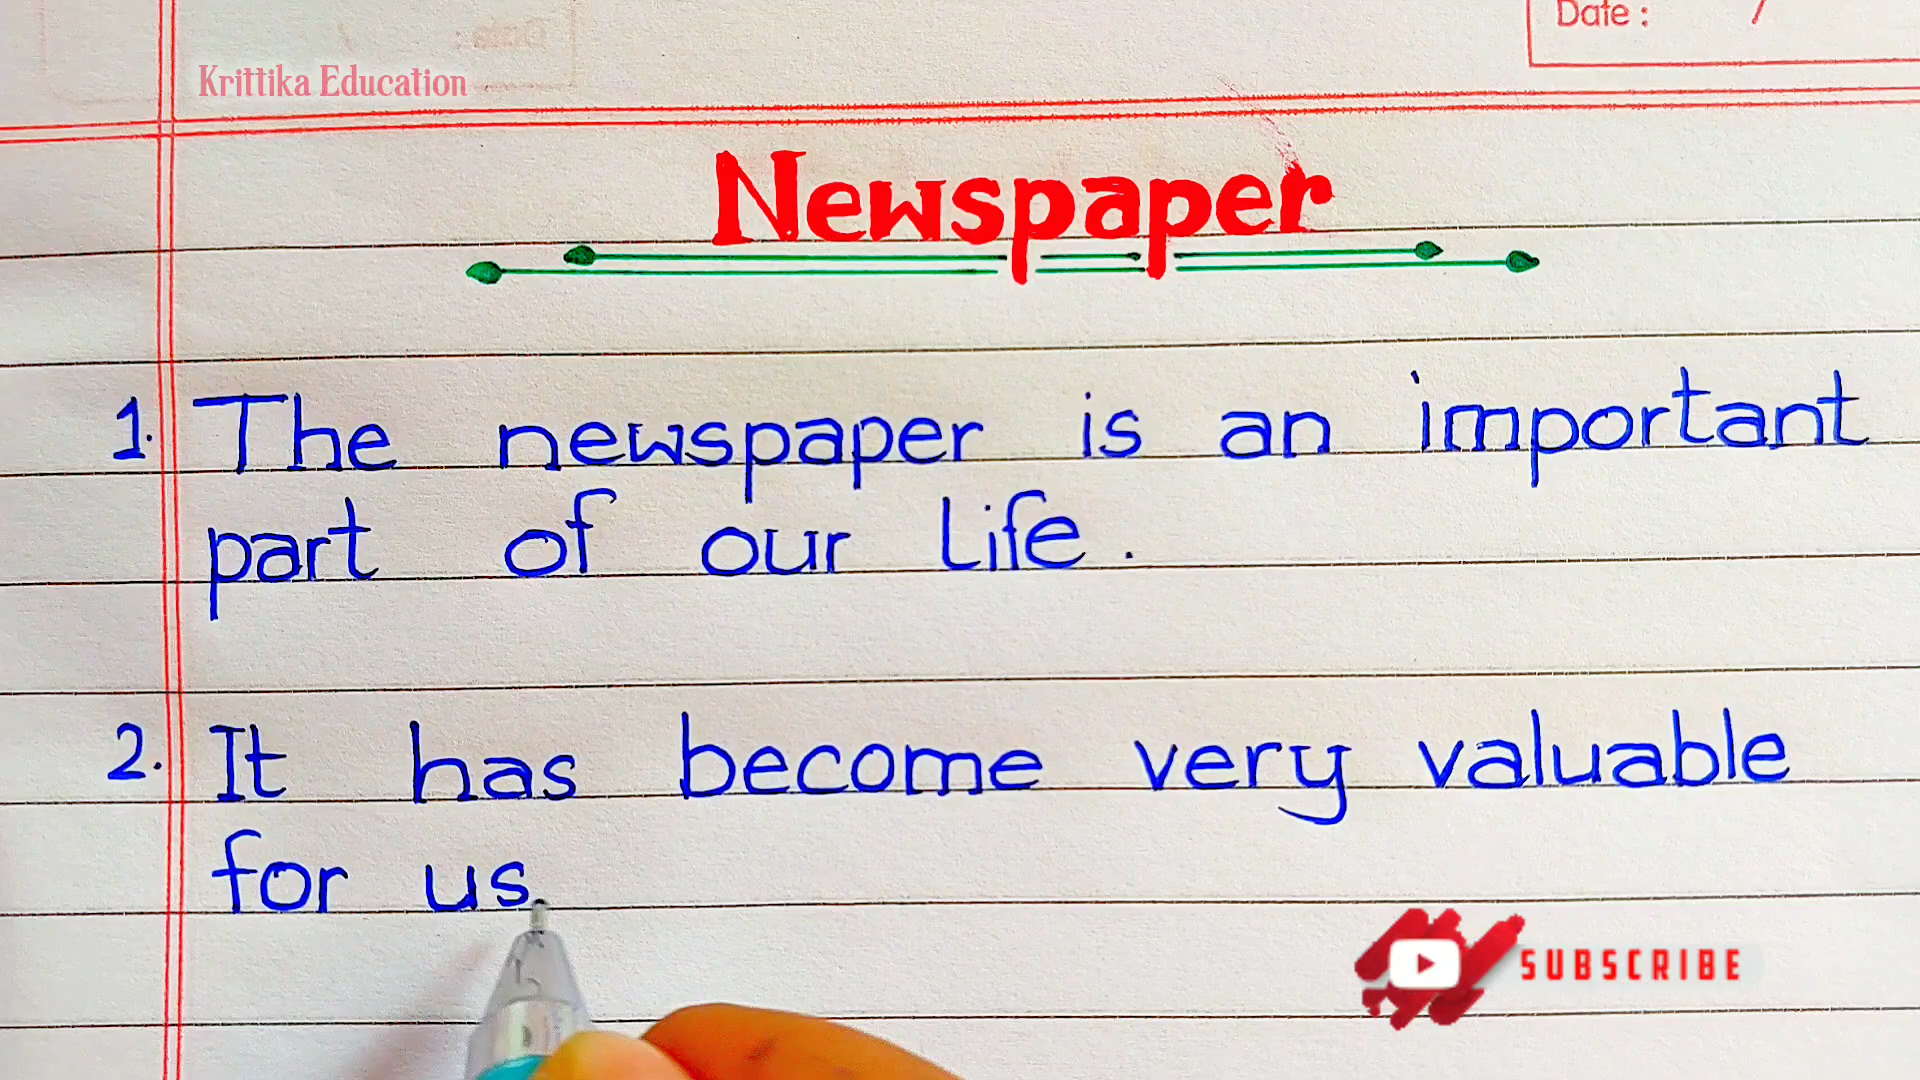 Date : /
Krittika Education
Newspaper
1. The newspaper is an important
part of our life.
2. It has become very valuable
for us.
SUBSCRIBE